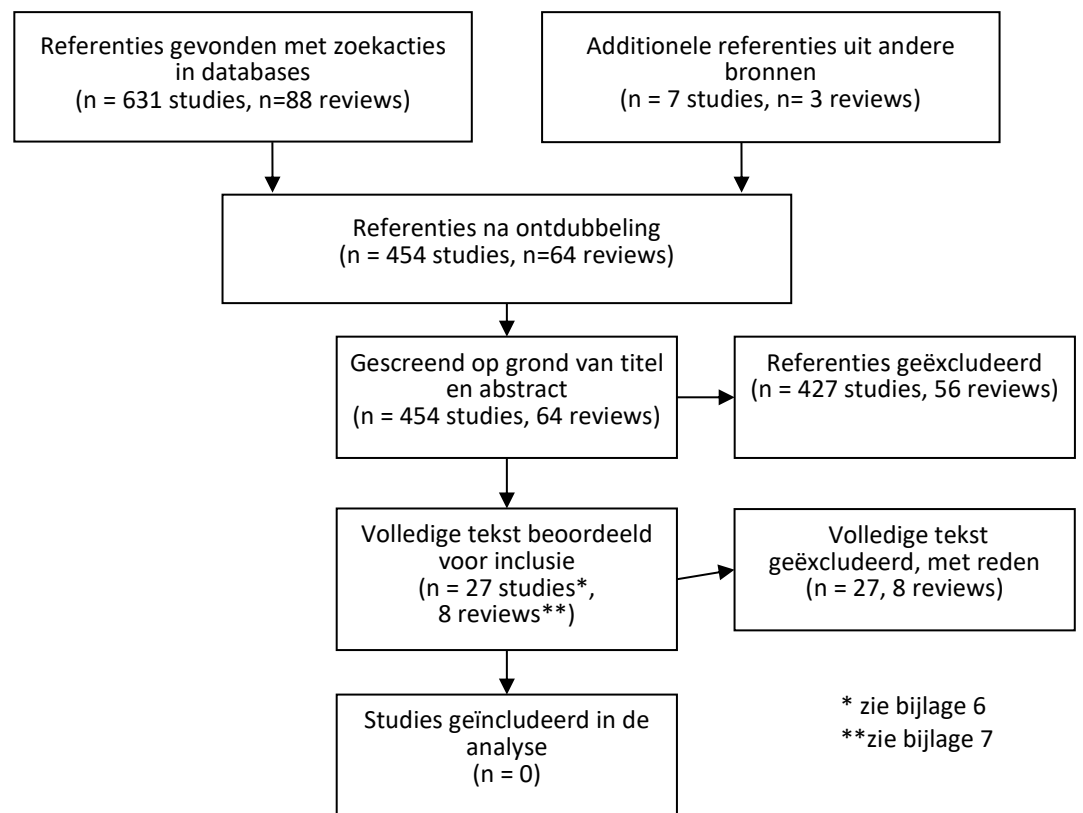 Referenties gevonden met zoekacties
in databases
(n = 631 studies, n=88 reviews)
Additionele referenties uit andere
bronnen
(n = 7 studies, n= 3 reviews)
Referenties na ontdubbeling
(n = 454 studies, n=64 reviews)
Gescreend op grond van titel
en abstract
(n = 454 studies, 64 reviews)
Referenties geëxcludeerd
(n = 427 studies, 56 reviews)
Volledige tekst beoordeeld
voor inclusie
(n = 27 studies*,
8 reviews**)
Volledige tekst
geëxcludeerd, met reden
(n = 27, 8 reviews)
Studies geïncludeerd in de
analyse
(n = 0)
* zie bijlage 6
**zie bijlage 7